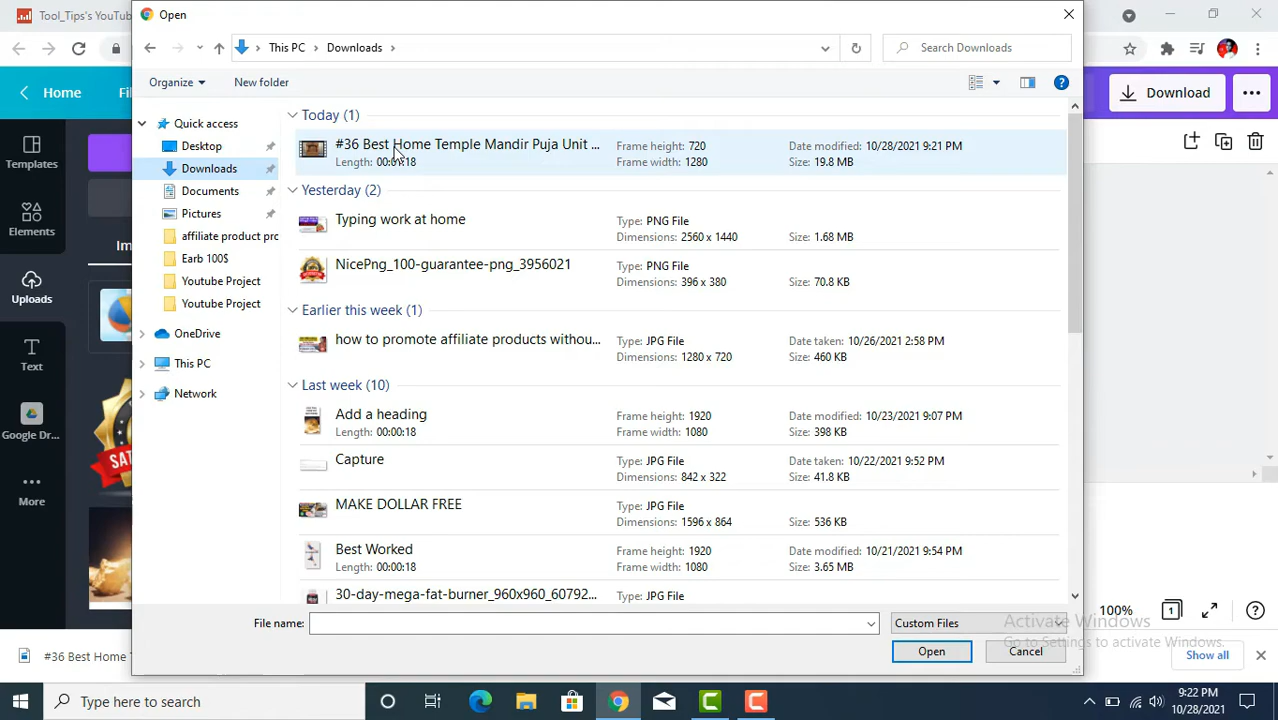 Tool_Tips's YouTu
Open
This PC
Downloads
Search Downloads
Organize
New folder
Home
Fil
Download
Templates
Elements
Uploads
Text
Google Dr...
More
Im
SAT
Quick access
Desktop
Downloads
Documents
Pictures
affiliate product pro
Earb 100$
Youtube Project
Youtube Project
OneDrive
This PC
Network
Today (1)
#36 Best Home Temple Mandir Puja Unit ... Frame height: 720 Date modified: 10/28/2021 9:21 PM
Frame width: 1280 Size: 19.8 MB
Yesterday (2)
Typing work at home Type: PNG File
Dimensions: 2560 x 1440 Size: 1.68 MB
NicePng_100-guarantee-png_3956021 Type: PNG File
Dimensions: 396 x 380 Size: 70.8 KB
Earlier this week (1)
how to promote affiliate products withou... Type: JPG File Date taken: 10/26/2021 2:58 PM
Dimensions: 1280 x 720 Size: 460 KB
Last week (10)
Add a heading Frame height: 1920 Date modified: 10/23/2021 9:07 PM
Length: 00:00:18 Frame width: 1080 Size: 398 KB
Capture Type: JPG File Date taken: 10/22/2021 9:52 PM
Dimensions: 842 x 322 Size: 41.8 KB
MAKE DOLLAR FREE Type: JPG File
Dimensions: 1596 x 864 Size: 536 KB
Best Worked Frame height: 1920 Date modified: 10/21/2021 9:54 PM
Length: 00:00:18 Frame width: 1080 Size: 3.65 MB
30-day-mega-fat-burner_960x960_60792... Type: JPG File
File name:
Custom Files
Open
Cancel
100%
1
Activate Windows
Go to Settings to activate Windows.
#36 Best Home T
Show all
Type here to search
9:22 PM
10/28/2021